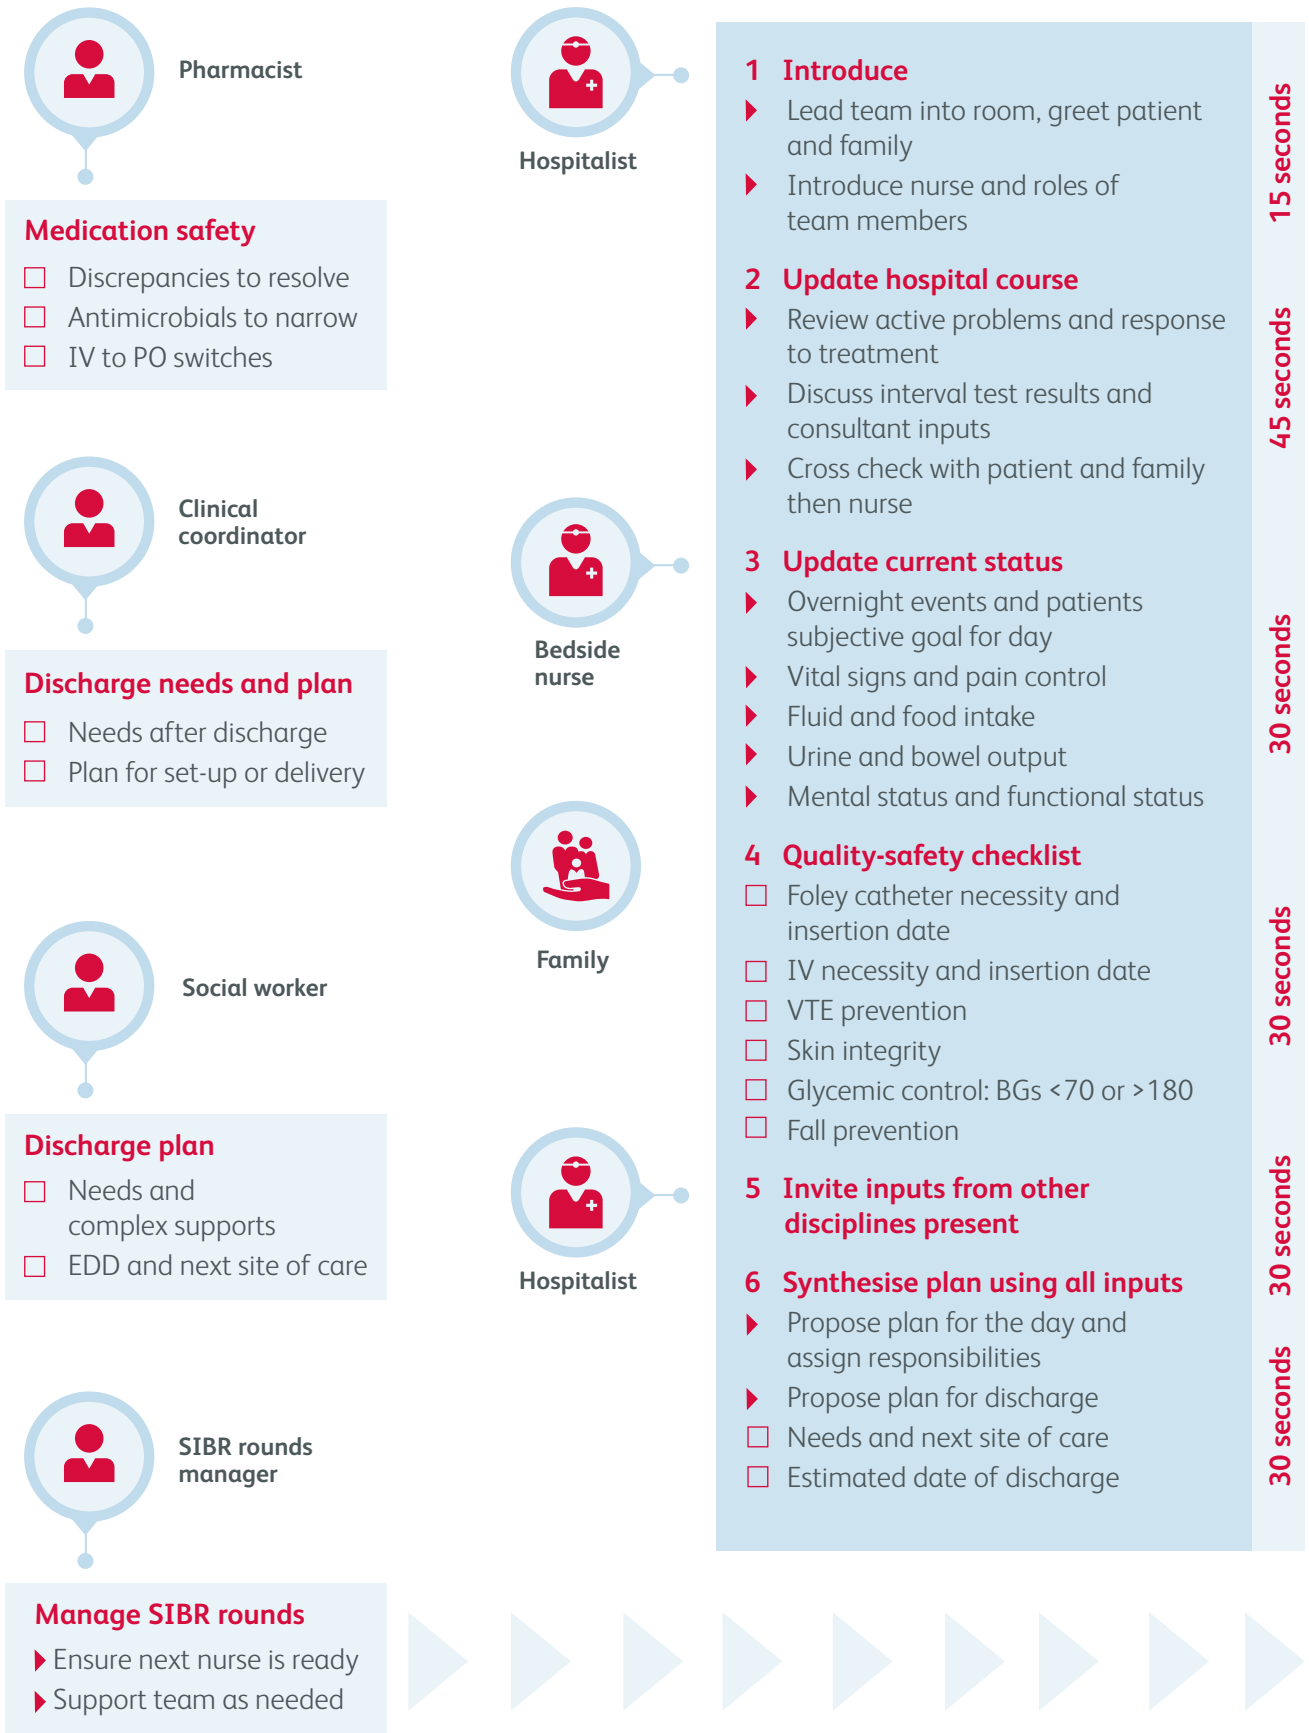 Pharmacist
Medication safety
Discrepancies to resolve
Antimicrobials to narrow
IV to PO switches
Clinical
coordinator
Discharge needs and plan
Needs after discharge
Plan for set-up or delivery
Social worker
Discharge plan
Needs and
complex supports
EDD and next site of care
SIBR rounds
manager
Manage SIBR rounds
Ensure next nurse is ready
Support team as needed
Hospitalist
Bedside
nurse
Family
Hospitalist
1 Introduce
Lead team into room, greet patient
and family
Introduce nurse and roles of
team members
15 seconds
2 Update hospital course
Review active problems and response
to treatment
Discuss interval test results and
consultant inputs
Cross check with patient and family
then nurse
45 seconds
3 Update current status
Overnight events and patients
subjective goal for day
Vital signs and pain control
Fluid and food intake
Urine and bowel output
Mental status and functional status
30 seconds
4 Quality-safety checklist
Foley catheter necessity and
insertion date
IV necessity and insertion date
VTE prevention
Skin integrity
Glycemic control: BGs <70 or >180
Fall prevention
30 seconds
5 Invite inputs from other
disciplines present
30 seconds
6 Synthesise plan using all inputs
Propose plan for the day and
assign responsibilities
Propose plan for discharge
Needs and next site of care
Estimated date of discharge
30 seconds